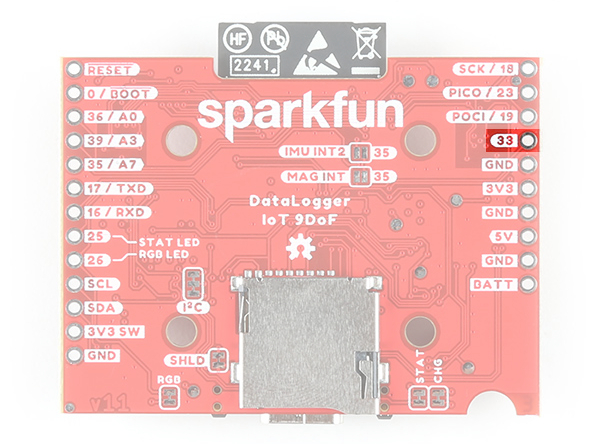 HF Pb
2241.
RESET
0 / BOOT
36 / A0
39 / A3
35 / A7
17 / TXD
16 / RXD
25
26
SCL
SDA
3V3 SW
GND
STAT LED
RGB LED
sparkfun
IMU INT2 35
MAG INT 35
DataLogger
IoT 9DoF
I²C
SHLD
RGB
v11
STAT
CHG
SCK / 18
PICO / 23
POCI / 19
33
GND
3V3
GND
5V
GND
BATT